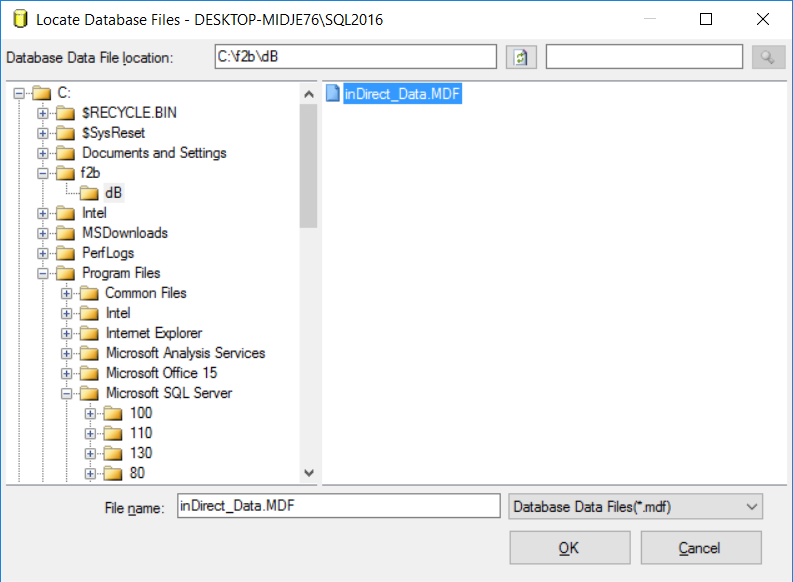 Locate Database Files - DESKTOP-MIDJE76\SQL2016
Database Data File location: C:\f2b\dB
C:
inDirect_Data.MDF
$RECYCLE.BIN
$SysReset
Documents and Settings
f2b
dB
Intel
MSDownloads
PerfLogs
Program Files
Common Files
Intel
Internet Explorer
Microsoft Analysis Services
Microsoft Office 15
Microsoft SQL Server
100
110
130
80
File name: inDirect_Data.MDF Database Data Files(*.mdf)
OK Cancel